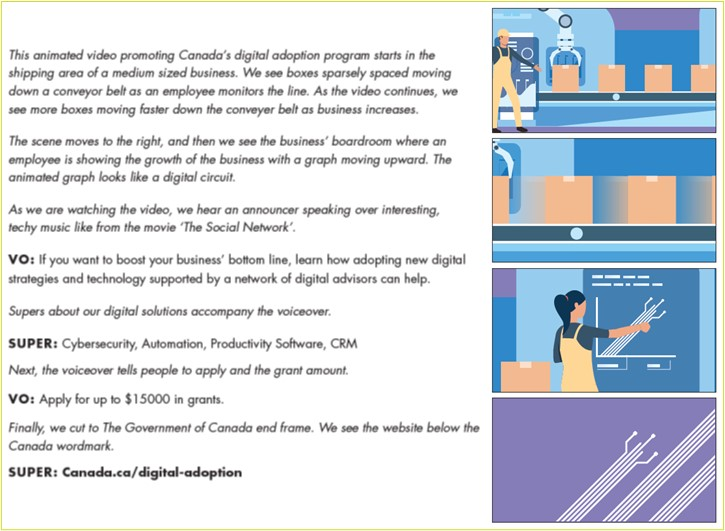 This animated video promoting Canada's digital adoption program starts in the
shipping area of a medium sized business. We see boxes sparsely spaced moving
down a conveyor belt as an employee monitors the line. As the video continues, we
see more boxes moving faster down the conveyer belt as business increases.
The scene moves to the right, and then we see the business' boardroom where an
employee is showing the growth of the business with a graph moving upward. The
animated graph looks like a digital circuit.
As we are watching the video, we hear an announcer speaking over interesting,
techy music like from the movie 'The Social Network'.
VO: If you want to boost your business' bottom line, learn how adopting new digital
strategies and technology supported by a network of digital advisors can help.
Supers about our digital solutions accompany the voiceover.
SUPER: Cybersecurity, Automation, Productivity Software, CRM
Next, the voiceover tells people to apply and the grant amount.
VO: Apply for up to $15000 in grants.
Finally, we cut to The Government of Canada end frame. We see the website below the
Canada wordmark.
SUPER: Canada.ca/digital-adoption